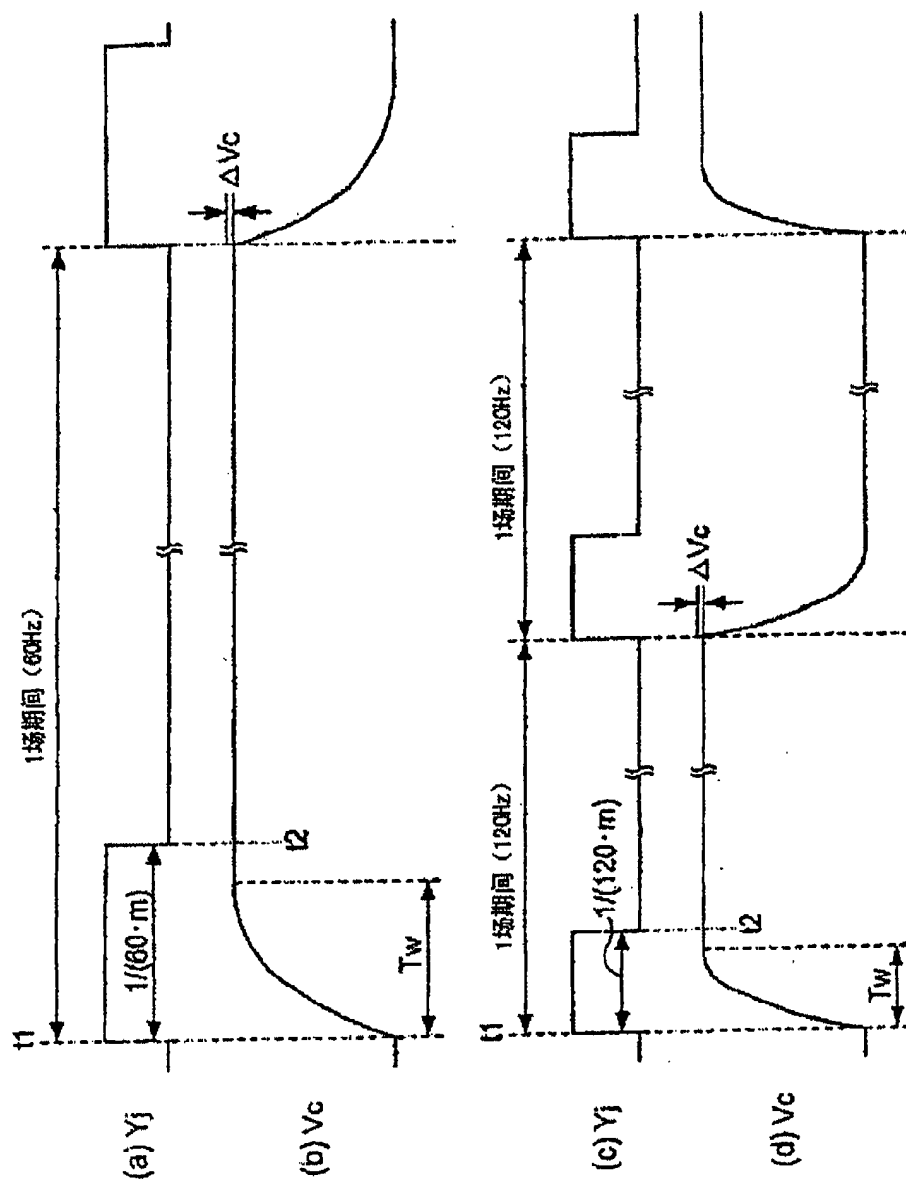 1场期间(60Hz)
t1
1/(60·m)
t2
(a) Yj
ΔVc
Tw
(b) Vc
1场期间(120Hz)
1场期间(120Hz)
t1
1/(120·m)
t2
(c) Yj
ΔVc
Tw
(d) Vc